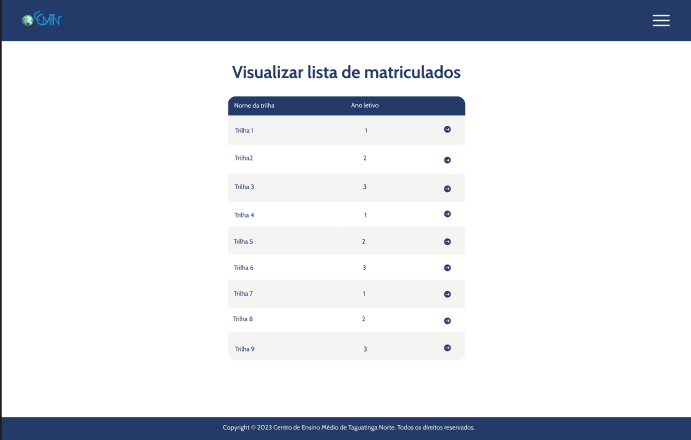 CEMTN
Visualizar lista de matriculados
Nome da trilha Ano letivo
Trilha 1 1
Trilha2 2
Trilha 3 3
Trilha 4 1
Trilha 5 2
Trilha 6 3
Trilha 7 1
Trilha 8 2
Trilha 9 3
Copyright © 2023 Centro de Ensino Médio de Taguatinga Norte. Todos os direitos reservados.